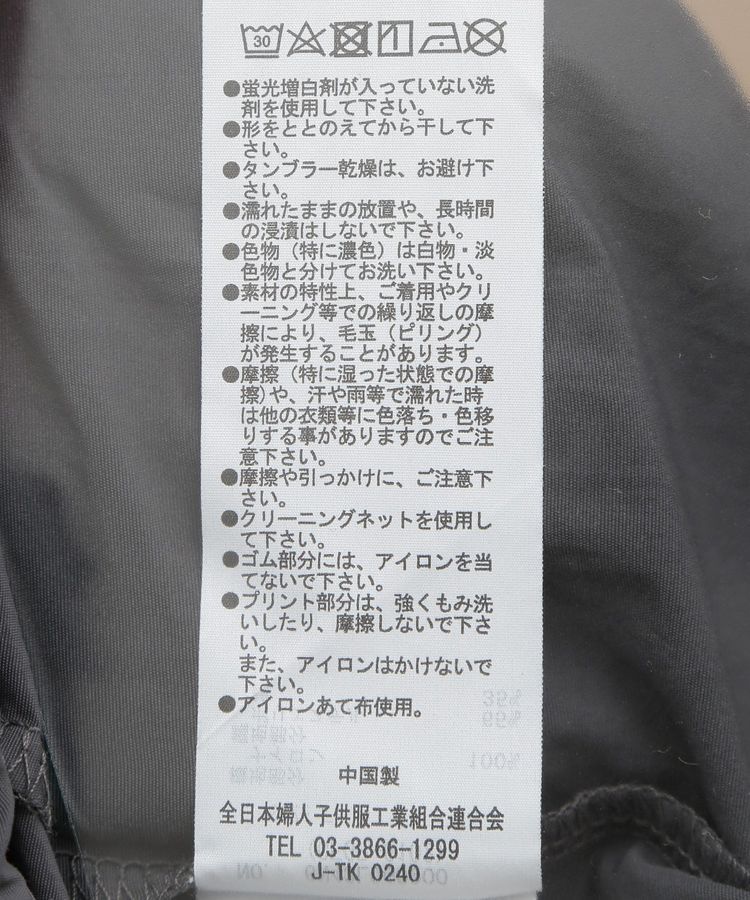 30
●蛍光増白剤が入っていない洗
剤を使用して下さい。
●形をととのえてから干して下
さい。
●タンブラー乾燥は、お避け下
さい。
●濡れたままの放置や、長時間
の浸漬はしないで下さい。
●色物（特に濃色）は白物・淡
色物と分けてお洗い下さい。
●素材の特性上、ご着用やクリ
ーニング等での繰り返しの摩
擦により、毛玉（ピリング）
が発生することがあります。
●摩擦（特に湿った状態での摩
擦)や、汗や雨等で濡れた時
は他の衣類等に色落ち・色移
りする事がありますのでご注
意下さい。
●摩擦や引っかけに、ご注意下
さい。
●クリーニングネットを使用し
て下さい。
●ゴム部分には、アイロンを当
てないで下さい。
●プリント部分は、強くもみ洗
いしたり、摩擦しないで下さ
い。
また、アイロンはかけないで
下さい。
●アイロンあて布使用。
35%
65%
ナイロン
100%
中国製
全日本婦人子供服工業組合連合会
TEL 03-3866-1299
J-TK 0240